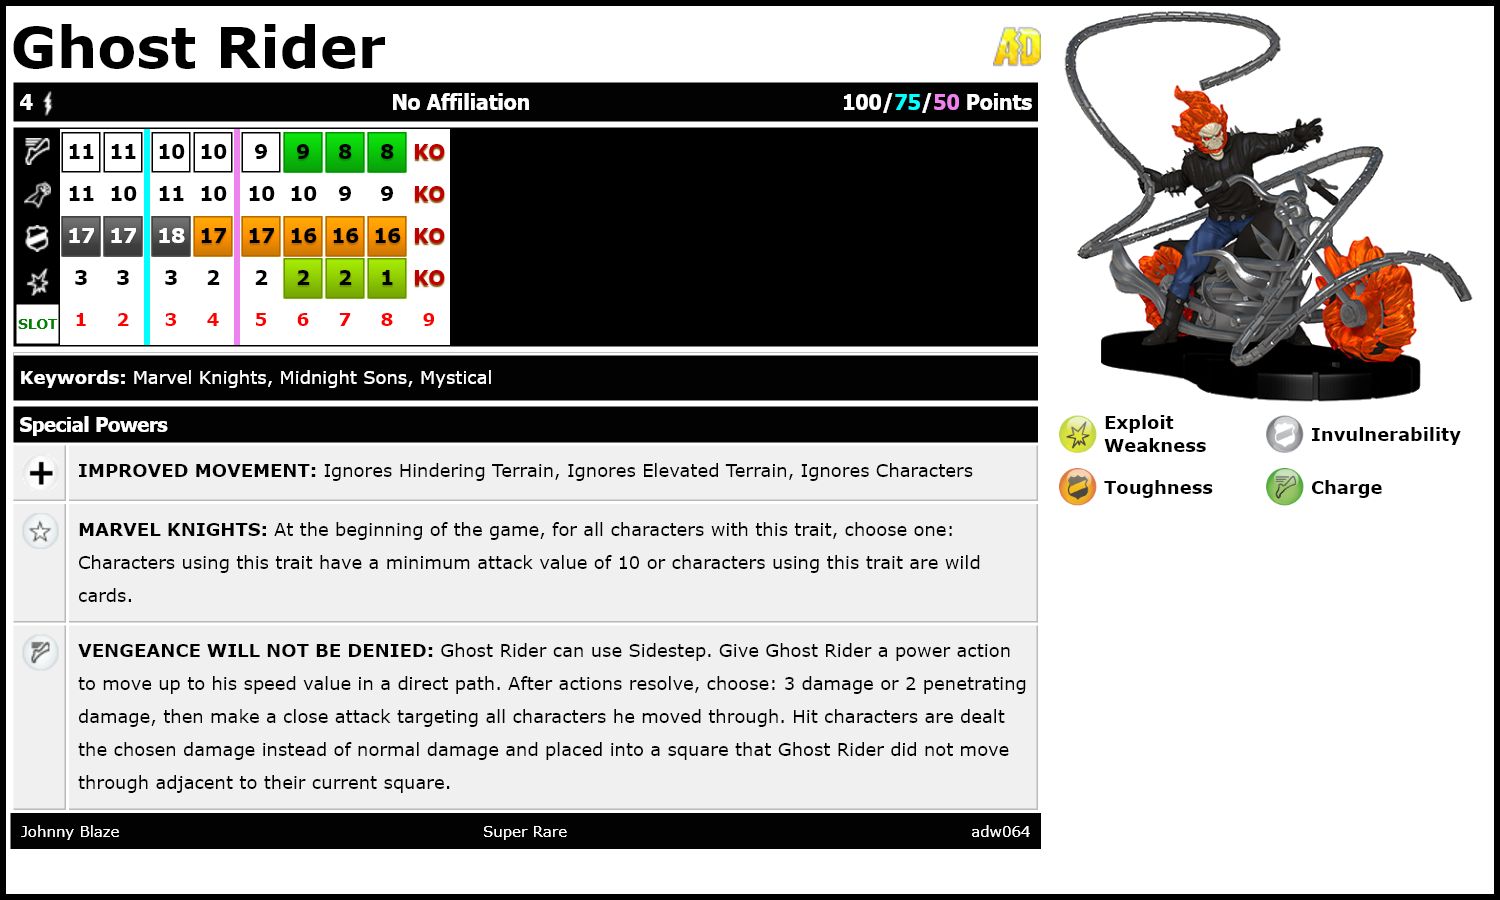 Ghost Rider
AD
4 No Affiliation 100/75/50 Points
11 11 10 10 9 9 8 8 KO
11 10 11 10 10 10 9 9 KO
17 17 18 17 17 16 16 16 KO
3 3 3 2 2 2 2 1 KO
SLOT 1 2 3 4 5 6 7 8 9
Keywords: Marvel Knights, Midnight Sons, Mystical
Special Powers
IMPROVED MOVEMENT: Ignores Hindering Terrain, Ignores Elevated Terrain, Ignores Characters
MARVEL KNIGHTS: At the beginning of the game, for all characters with this trait, choose one:
Characters using this trait have a minimum attack value of 10 or characters using this trait are wild
cards.
VENGEANCE WILL NOT BE DENIED: Ghost Rider can use Sidestep. Give Ghost Rider a power action
to move up to his speed value in a direct path. After actions resolve, choose: 3 damage or 2 penetrating
damage, then make a close attack targeting all characters he moved through. Hit characters are dealt
the chosen damage instead of normal damage and placed into a square that Ghost Rider did not move
through adjacent to their current square.
Johnny Blaze Super Rare adw064
Exploit
Weakness
Invulnerability
Toughness
Charge